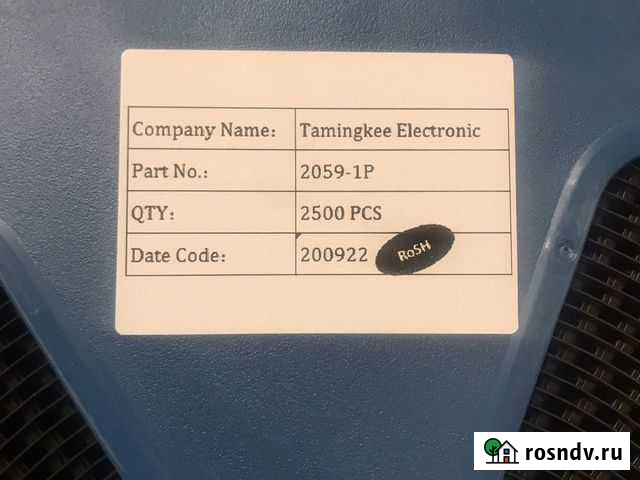 Company Name: Tamingkee Electronic
Part No.: 2059-1P
QTY: 2500 PCS
Date Code: 200922 RoSH
rosndv.ru